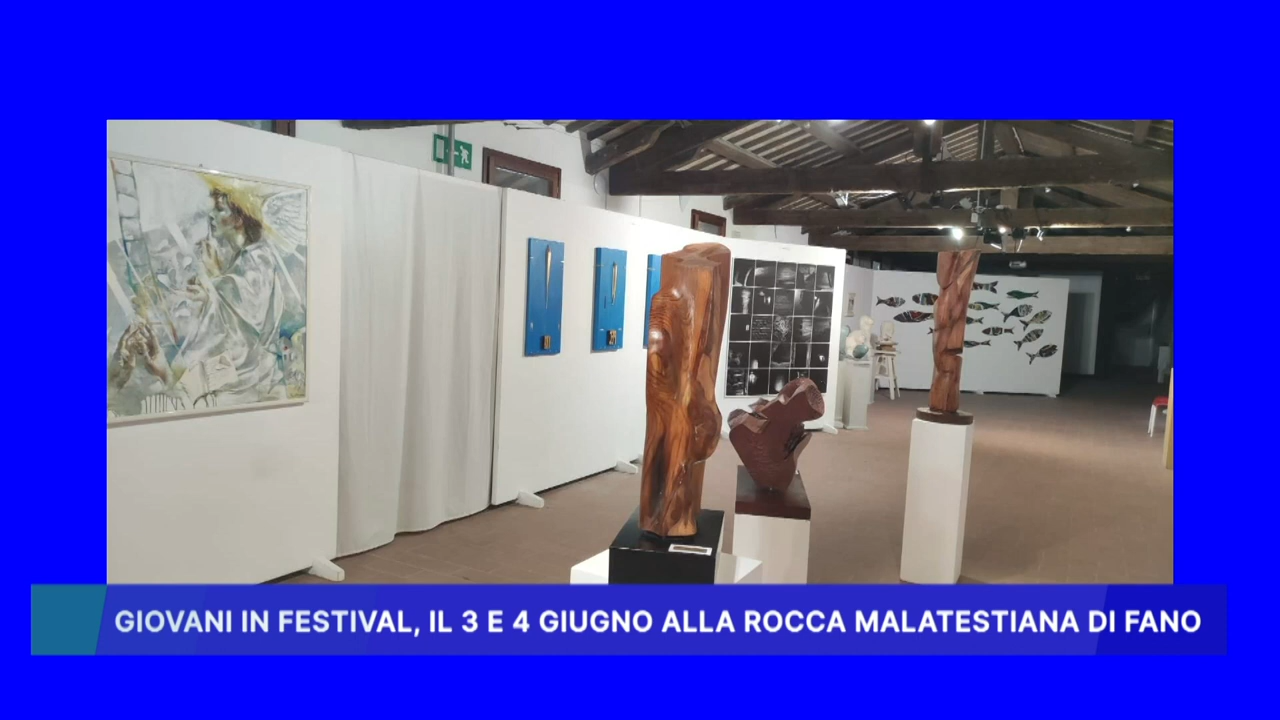 GIOVANI IN FESTIVAL, IL 3 E 4 GIUGNO ALLA ROCCA MALATESTIANA DI FANO